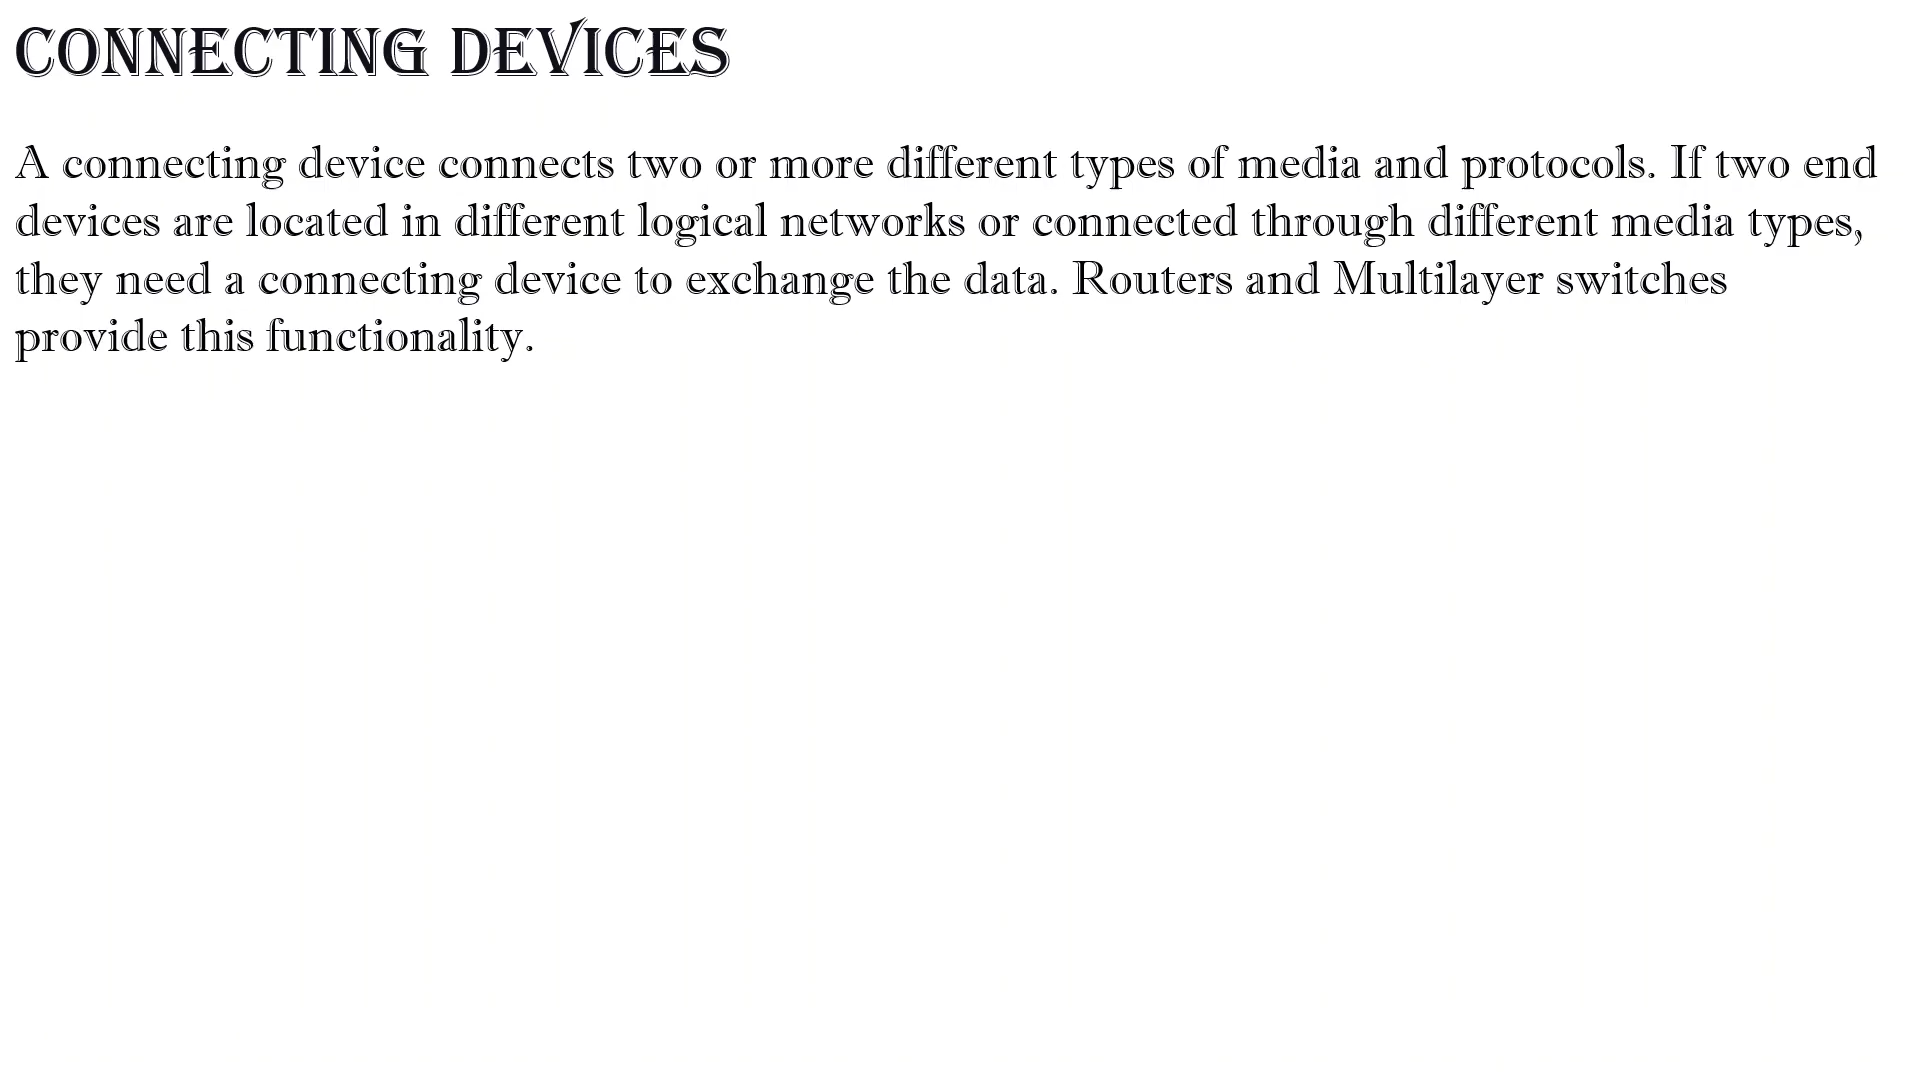 CONNECTING DEVICES
A connecting device connects two or more different types of media and protocols. If two end
devices are located in different logical networks or connected through different media types,
they need a connecting device to exchange the data. Routers and Multilayer switches
provide this functionality.